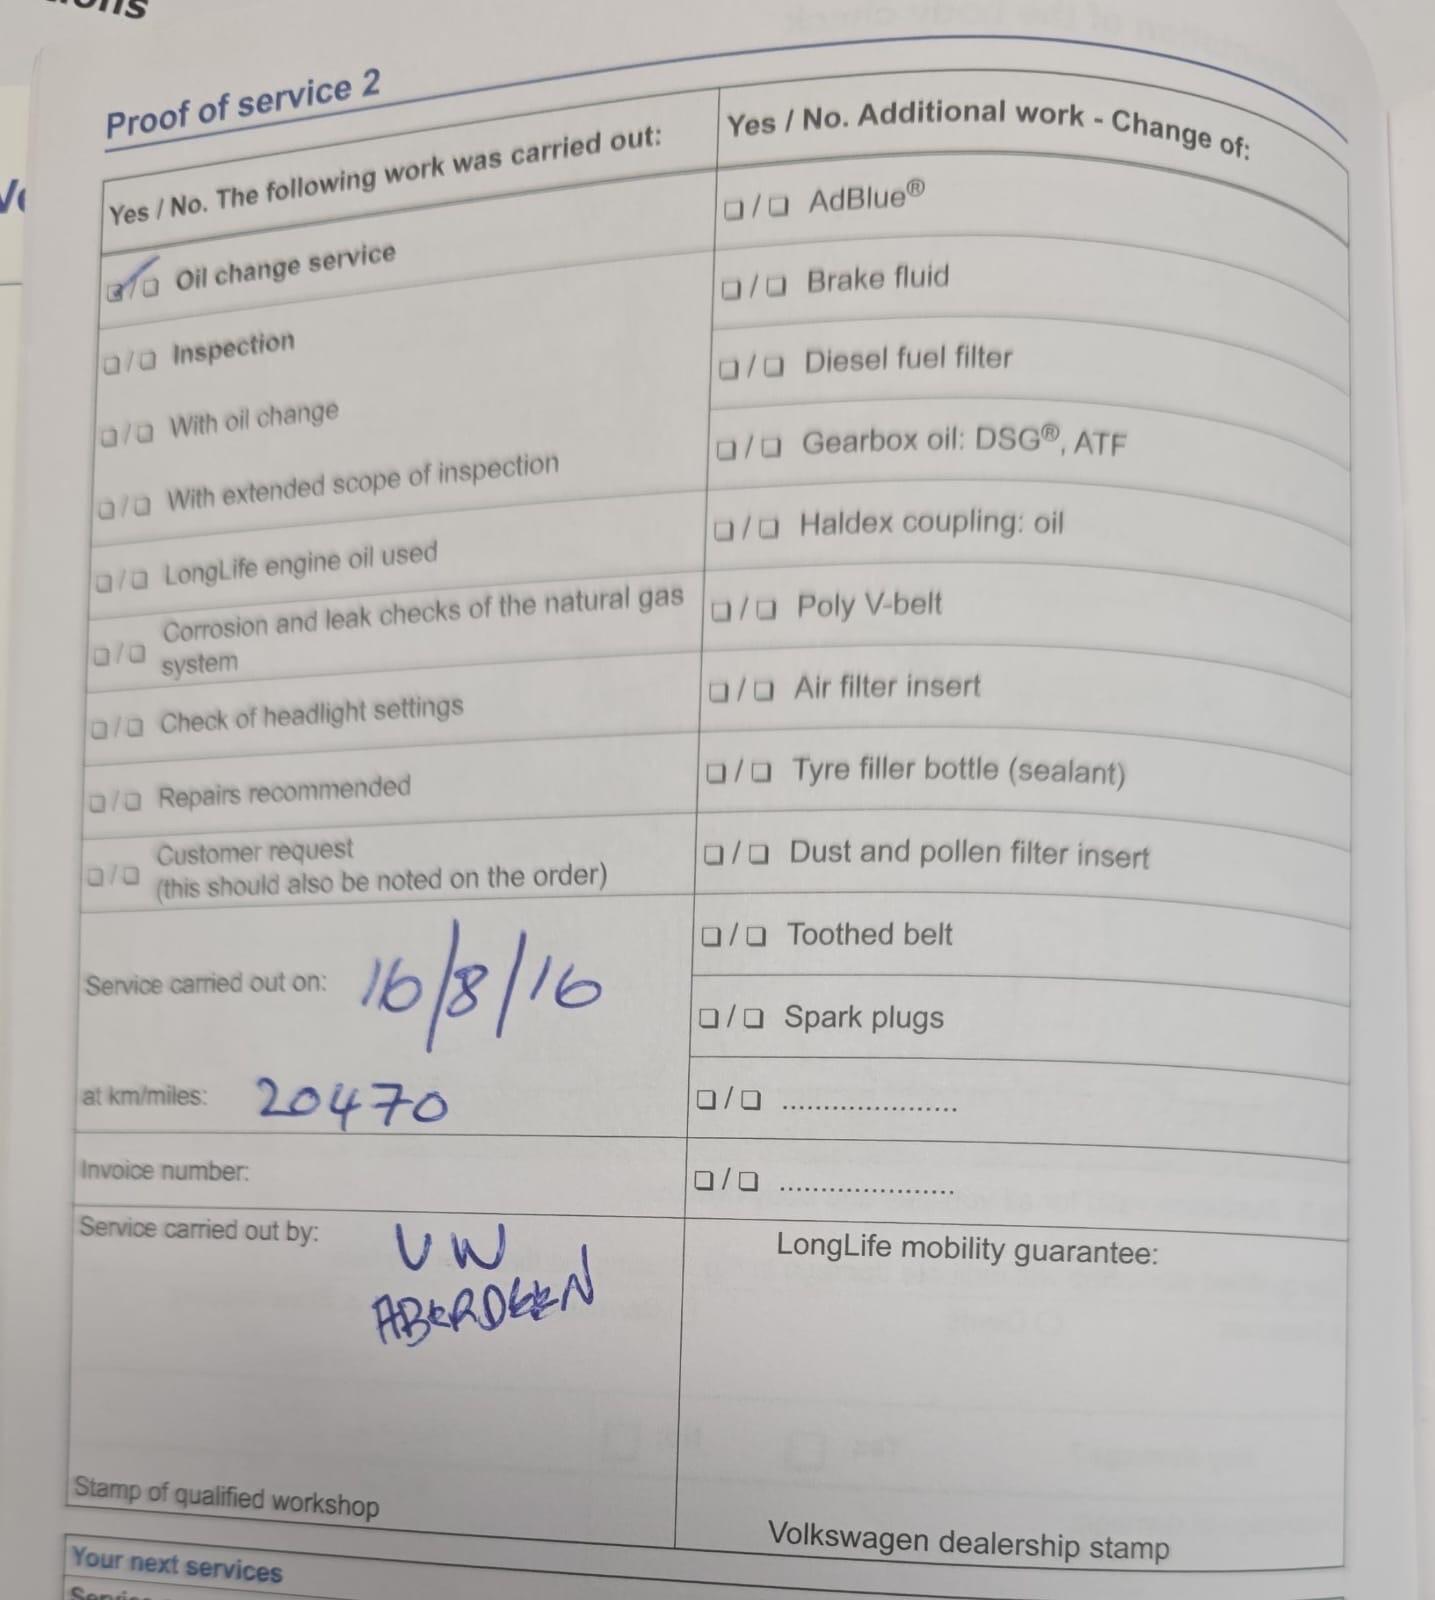 Proof of service 2
Yes / No. The following work was carried out:
☑/❏ Oil change service
❏/❏ Inspection
❏/❏ With oil change
❏/❏ With extended scope of inspection
❏/❏ LongLife engine oil used
❏/❏ Corrosion and leak checks of the natural gas
system
❏/❏ Check of headlight settings
❏/❏ Repairs recommended
❏/❏ Customer request
(this should also be noted on the order)
Service carried out on: 16/8/16
at km/miles: 20470
Invoice number:
Service carried out by: VW
ABERDEEN
Stamp of qualified workshop
Yes / No. Additional work - Change of:
❏/❏ AdBlue®
❏/❏ Brake fluid
❏/❏ Diesel fuel filter
❏/❏ Gearbox oil: DSG®, ATF
❏/❏ Haldex coupling: oil
❏/❏ Poly V-belt
❏/❏ Air filter insert
❏/❏ Tyre filler bottle (sealant)
❏/❏ Dust and pollen filter insert
❏/❏ Toothed belt
❏/❏ Spark plugs
❏/❏ ......................
❏/❏ ......................
LongLife mobility guarantee:
Volkswagen dealership stamp
Your next services